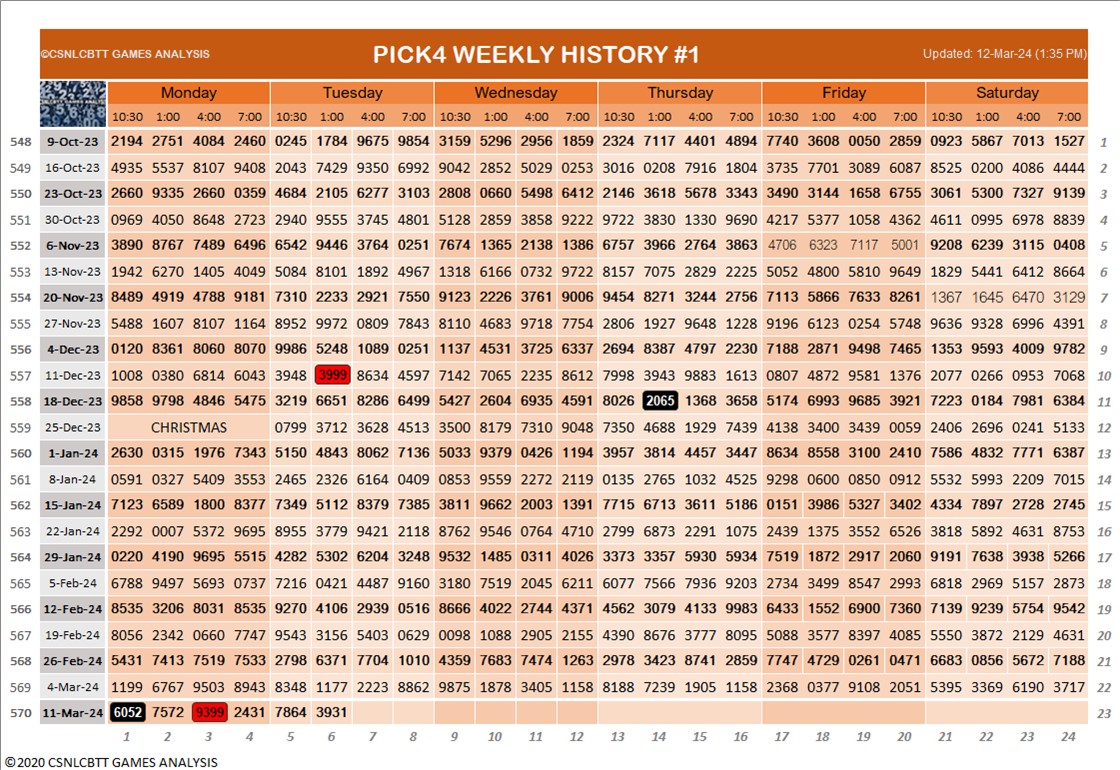 ©CSNLCBTT GAMES ANALYSIS PICK4 WEEKLY HISTORY #1 Updated: 12-Mar-24 (1:35 PM)
Monday Tuesday Wednesday Thursday Friday Saturday
10:30 1:00 4:00 7:00 10:30 1:00 4:00 7:00 10:30 1:00 4:00 7:00 10:30 1:00 4:00 7:00 10:30 1:00 4:00 7:00 10:30 1:00 4:00 7:00
548 9-Oct-23 2194 2751 4084 2460 0245 1784 9675 9854 3159 5296 2956 1859 2324 7117 4401 4894 7740 3608 0050 2859 0923 5867 7013 1527 1
549 16-Oct-23 4935 5537 8107 9408 2043 7429 9350 6992 9042 2852 5029 0253 3016 0208 7916 1804 3735 7701 3089 6087 8525 0200 4086 4444 2
550 23-Oct-23 2660 9335 2660 0359 4684 2105 6277 3103 2808 0660 5498 6412 2146 3618 5678 3343 3490 3144 1658 6755 3061 5300 7327 9139 3
551 30-Oct-23 0969 4050 8648 2723 2940 9555 3745 4801 5128 2859 3858 9222 9722 3830 1330 9690 4217 5377 1058 4362 4611 0995 6978 8839 4
552 6-Nov-23 3890 8767 7489 6496 6542 9446 3764 0251 7674 1365 2138 1386 6757 3966 2764 3863 4706 6323 7117 5001 9208 6239 3115 0408 5
553 13-Nov-23 1942 6270 1405 4049 5084 8101 1892 4967 1318 6166 0732 9722 8157 7075 2829 2225 5052 4800 5810 9649 1829 5441 6412 8664 6
554 20-Nov-23 8489 4919 4788 9181 7310 2233 2921 7550 9123 2226 3761 9006 9454 8271 3244 2756 7113 5866 7633 8261 1367 1645 6470 3129 7
555 27-Nov-23 5488 1607 8107 1164 8952 9972 0809 7843 8110 4683 9718 7754 2806 1927 9648 1228 9196 6123 0254 5748 9636 9328 6996 4391 8
556 4-Dec-23 0120 8361 8060 8070 9986 5248 1089 0251 1137 4531 3725 6337 2694 8387 4797 2230 7188 2871 9498 7465 1353 9593 4009 9782 9
557 11-Dec-23 1008 0380 6814 6043 3948 3999 8634 4597 7142 7065 2235 8612 7998 3943 9883 1613 0807 4872 9581 1376 2077 0266 0953 7068 10
558 18-Dec-23 9858 9798 4846 5475 3219 6651 8286 6499 5427 2604 6935 4591 8026 2065 1368 3658 5174 6993 9685 3921 7223 0184 7981 6384 11
559 25-Dec-23 CHRISTMAS 0799 3712 3628 4513 3500 8179 7310 9048 7350 4688 1929 7439 4138 3400 3439 0059 2406 2696 0241 5133 12
560 1-Jan-24 2630 0315 1976 7343 5150 4843 8062 7136 5033 9379 0426 1194 3957 3814 4457 3447 8634 8558 3100 2410 7586 4832 7771 6387 13
561 8-Jan-24 0591 0327 5409 3553 2465 2326 6164 0409 0853 9559 2272 2119 0135 2765 1032 4525 9298 0600 0850 0912 5532 5993 2209 7015 14
562 15-Jan-24 7123 6589 1800 8377 7349 5112 8379 7385 3811 9662 2003 1391 7715 6713 3611 5186 0151 3986 5327 3402 4334 7897 2728 2745 15
563 22-Jan-24 2292 0007 5372 9695 8955 3779 9421 2118 8762 9546 0764 4710 2799 6873 2291 1075 2439 1375 3552 6526 3818 5892 4631 8753 16
564 29-Jan-24 0220 4190 9695 5515 4282 5302 6204 3248 9532 1485 0311 4026 3373 3357 5930 5934 7519 1872 2917 2060 9191 7638 3938 5266 17
565 5-Feb-24 6788 9497 5693 0737 7216 0421 4487 9160 3180 7519 2045 6211 6077 7566 7936 9203 2734 3499 8547 2993 6818 2969 5157 2873 18
566 12-Feb-24 8535 3206 8031 8535 9270 4106 2939 0516 8666 4022 2744 4371 4562 3079 4133 9983 6433 1552 6900 7360 7139 9239 5754 9542 19
567 19-Feb-24 8056 2342 0660 7747 9543 3156 5403 0629 0098 1088 2905 2155 4390 8676 3777 8095 5088 3577 8397 4085 5550 3872 2129 4631 20
568 26-Feb-24 5431 7413 7519 7533 2798 6371 7704 1010 4359 7683 7474 1263 2978 3423 8741 2859 7747 4729 0261 0471 6683 0856 5672 7188 21
569 4-Mar-24 1199 6767 9503 8943 8348 1177 2223 8862 9875 1878 3405 1158 8188 7239 1905 1158 2368 0377 9108 2051 5395 3369 6190 3717 22
570 11-Mar-24 6052 7572 9399 2431 7864 3931 23
1 2 3 4 5 6 7 8 9 10 11 12 13 14 15 16 17 18 19 20 21 22 23 24
©2020 CSNLCBTT GAMES ANALYSIS